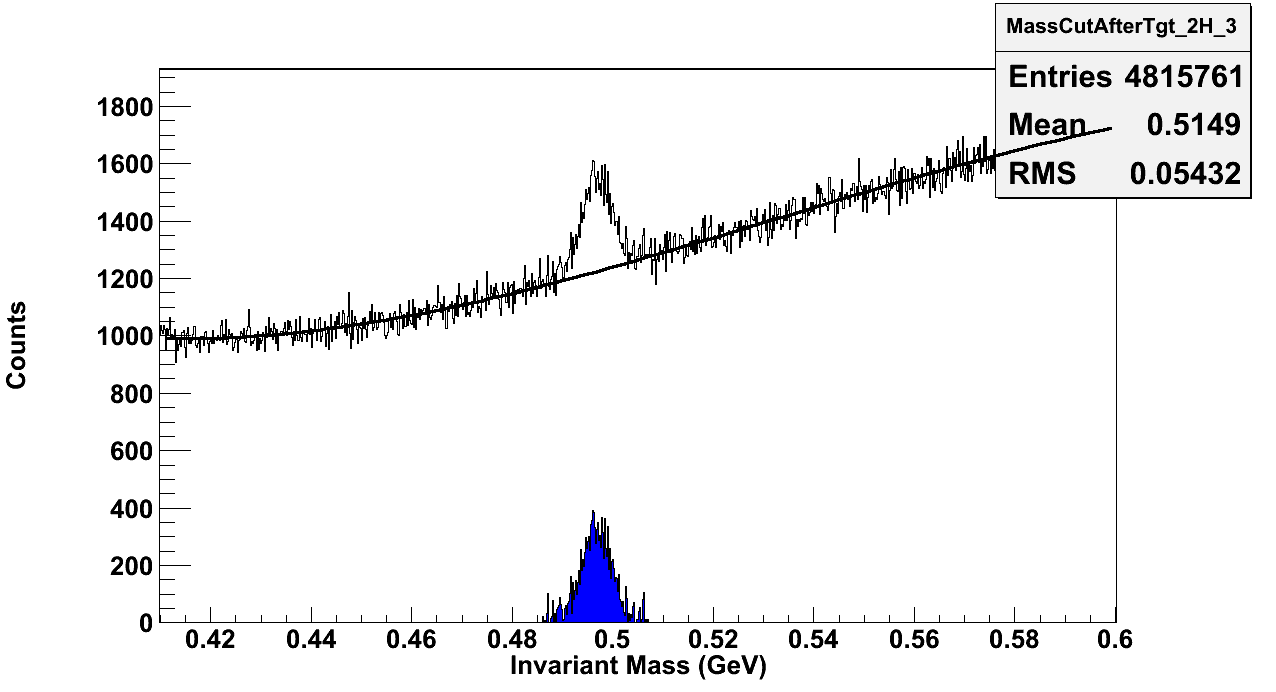 MassCutAfterTgt_2H_3
Entries 4815761
Mean 0.5149
RMS 0.05432
Counts
1800
1600
1400
1200
1000
800
600
400
200
0
0.42 0.44 0.46 0.48 0.5 0.52 0.54 0.56 0.58 0.6
Invariant Mass (GeV)